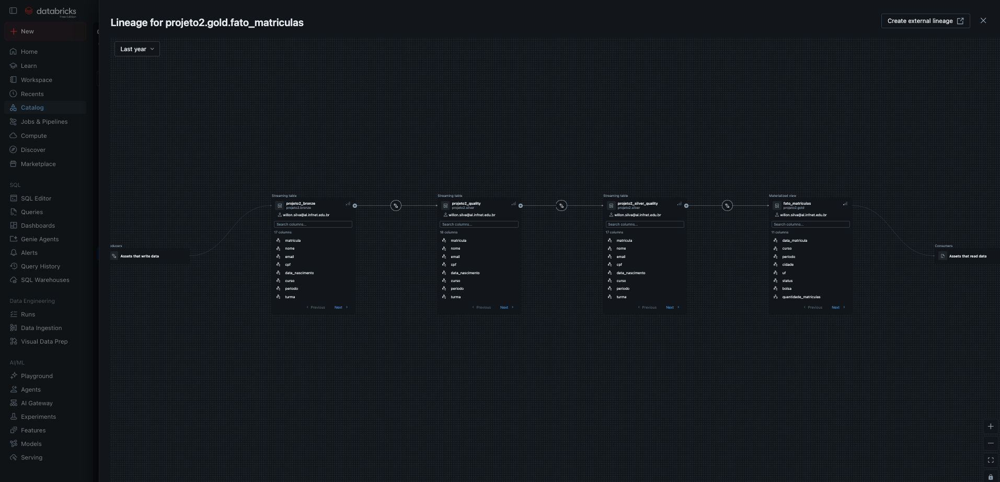 databricks
Free Edition
New
Home
Learn
Workspace
Recents
Catalog
Jobs & Pipelines
Compute
Discover
Marketplace
SQL
SQL Editor
Queries
Dashboards
Genie Agents
Alerts
Query History
SQL Warehouses
Data Engineering
Runs
Data Ingestion
Visual Data Prep
AI/ML
Playground
Agents
AI Gateway
Experiments
Features
Models
Serving
Lineage for projeto2.gold.fato_matriculas
Create external lineage
Last year
oducers
Assets that write data
Streaming table
projeto2_bronze
projeto2.bronze
willon.silva@al.infnet.edu.br
Search columns...
17 columns
matricula
nome
email
cpf
data_nascimento
curso
periodo
turma
Previous Next
Streaming table
projeto2_quality
projeto2.silver
willon.silva@al.infnet.edu.br
Search columns...
18 columns
matricula
nome
email
cpf
data_nascimento
curso
periodo
turma
Previous Next
Streaming table
projeto2_silver_quality
projeto2.silver
willon.silva@al.infnet.edu.br
Search columns...
17 columns
matricula
nome
email
cpf
data_nascimento
curso
periodo
turma
Previous Next
Materialized view
fato_matriculas
projeto2.gold
willon.silva@al.infnet.edu.br
Search columns...
11 columns
data_matricula
curso
periodo
cidade
uf
status
bolsa
quantidade_matriculas
Previous Next
Consumers
Assets that read data